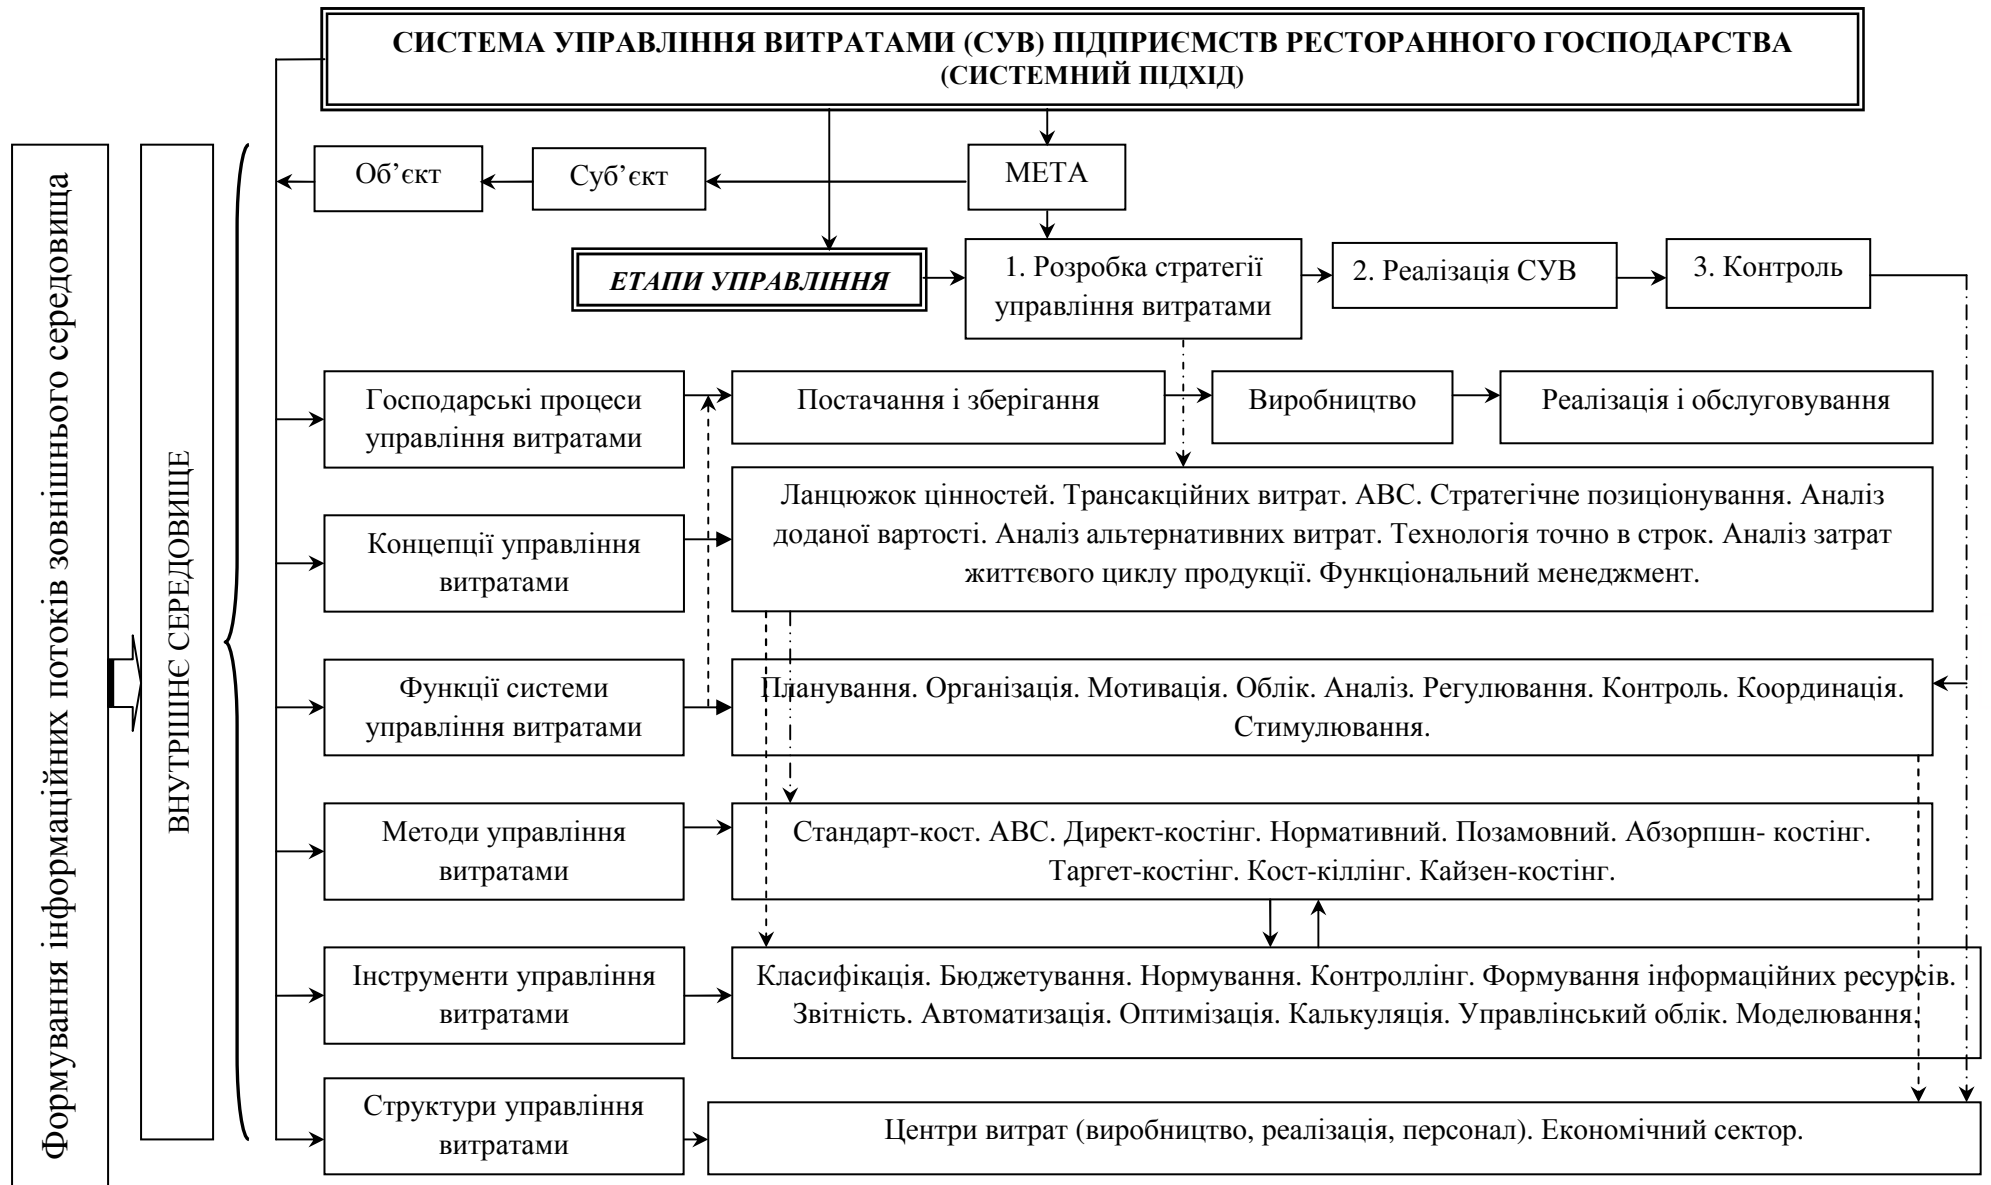 СИСТЕМА УПРАВЛІННЯ ВИТРАТАМИ (СУВ) ПІДПРИЄМСТВ РЕСТОРАННОГО ГОСПОДАРСТВА
(СИСТЕМНИЙ ПІДХІД)
Формування інформаційних потоків зовнішнього середовища
ВНУТРІШНЄ СЕРЕДОВИЩЕ
Об’єкт
Суб’єкт
МЕТА
ЕТАПИ УПРАВЛІННЯ
1. Розробка стратегії
управління витратами
2. Реалізація СУВ
3. Контроль
Господарські процеси
управління витратами
Постачання і зберігання
Виробництво
Реалізація і обслуговування
Концепції управління
витратами
Ланцюжок цінностей. Трансакційних витрат. АВС. Стратегічне позиціонування. Аналіз
доданої вартості. Аналіз альтернативних витрат. Технологія точно в строк. Аналіз затрат
життєвого циклу продукції. Функціональний менеджмент.
Функції системи
управління витратами
Планування. Організація. Мотивація. Облік. Аналіз. Регулювання. Контроль. Координація.
Стимулювання.
Методи управління
витратами
Стандарт-кост. АВС. Директ-костінг. Нормативний. Позамовний. Абзорпшн- костінг.
Таргет-костінг. Кост-кіллінг. Кайзен-костінг.
Інструменти управління
витратами
Класифікація. Бюджетування. Нормування. Контроллінг. Формування інформаційних ресурсів.
Звітність. Автоматизація. Оптимізація. Калькуляція. Управлінський облік. Моделювання.
Структури управління
витратами
Центри витрат (виробництво, реалізація, персонал). Економічний сектор.